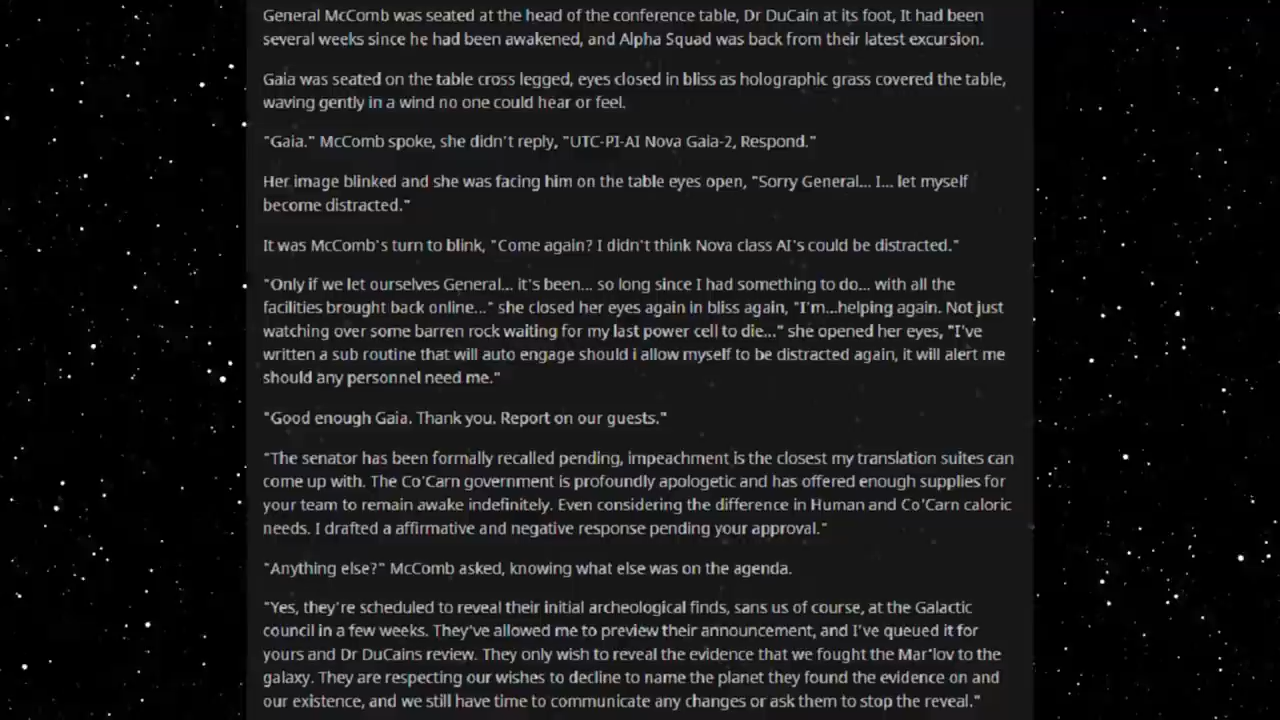 General McComb was seated at the head of the conference table, Dr DuCain at its foot, It had been
several weeks since he had been awakened, and Alpha Squad was back from their latest excursion.
Gaia was seated on the table cross legged, eyes closed in bliss as holographic grass covered the table,
waving gently in a wind no one could hear or feel.
"Gaia." McComb spoke, she didn't reply, "UTC-PI-AI Nova Gaia-2, Respond."
Her image blinked and she was facing him on the table eyes open, "Sorry General... I... let myself
become distracted."
It was McComb's turn to blink, "Come again? I didn't think Nova class AI's could be distracted."
"Only if we let ourselves General... it's been... so long since I had something to do... with all the
facilities brought back online..." she closed her eyes again in bliss again, "I'm...helping again. Not just
watching over some barren rock waiting for my last power cell to die..." she opened her eyes, "I've
written a sub routine that will auto engage should i allow myself to be distracted again, it will alert me
should any personnel need me."
"Good enough Gaia. Thank you. Report on our guests."
"The senator has been formally recalled pending, impeachment is the closest my translation suites can
come up with. The Co'Carn government is profoundly apologetic and has offered enough supplies for
your team to remain awake indefinitely. Even considering the difference in Human and Co'Carn caloric
needs. I drafted a affirmative and negative response pending your approval."
"Anything else?" McComb asked, knowing what else was on the agenda.
"Yes, they're scheduled to reveal their initial archeological finds, sans us of course, at the Galactic
council in a few weeks. They've allowed me to preview their announcement, and I've queued it for
yours and Dr DuCains review. They only wish to reveal the evidence that we fought the Mar'lov to the
galaxy. They are respecting our wishes to decline to name the planet they found the evidence on and
our existence, and we still have time to communicate any changes or ask them to stop the reveal."